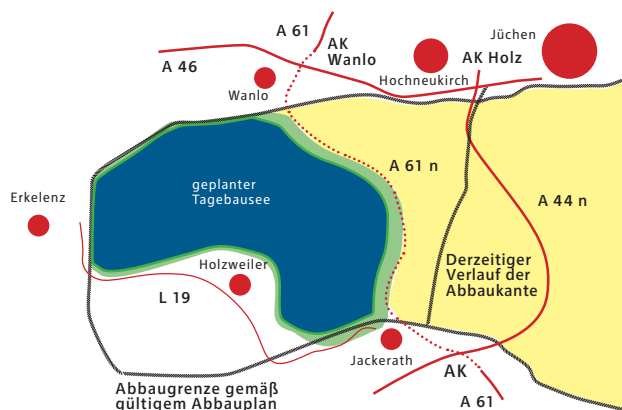 A 61
AK
Wanlo
Jüchen
A 46
AK Holz
Hochneukirch
Wanlo
A 61 n
geplanter
Tagebausee
A 44 n
Erkelenz
Derzeitiger
Verlauf der
Abbaukante
Holzweiler
L 19
Jackerath
AK
Abbaugrenze gemäß
gültigem Abbauplan
A 61